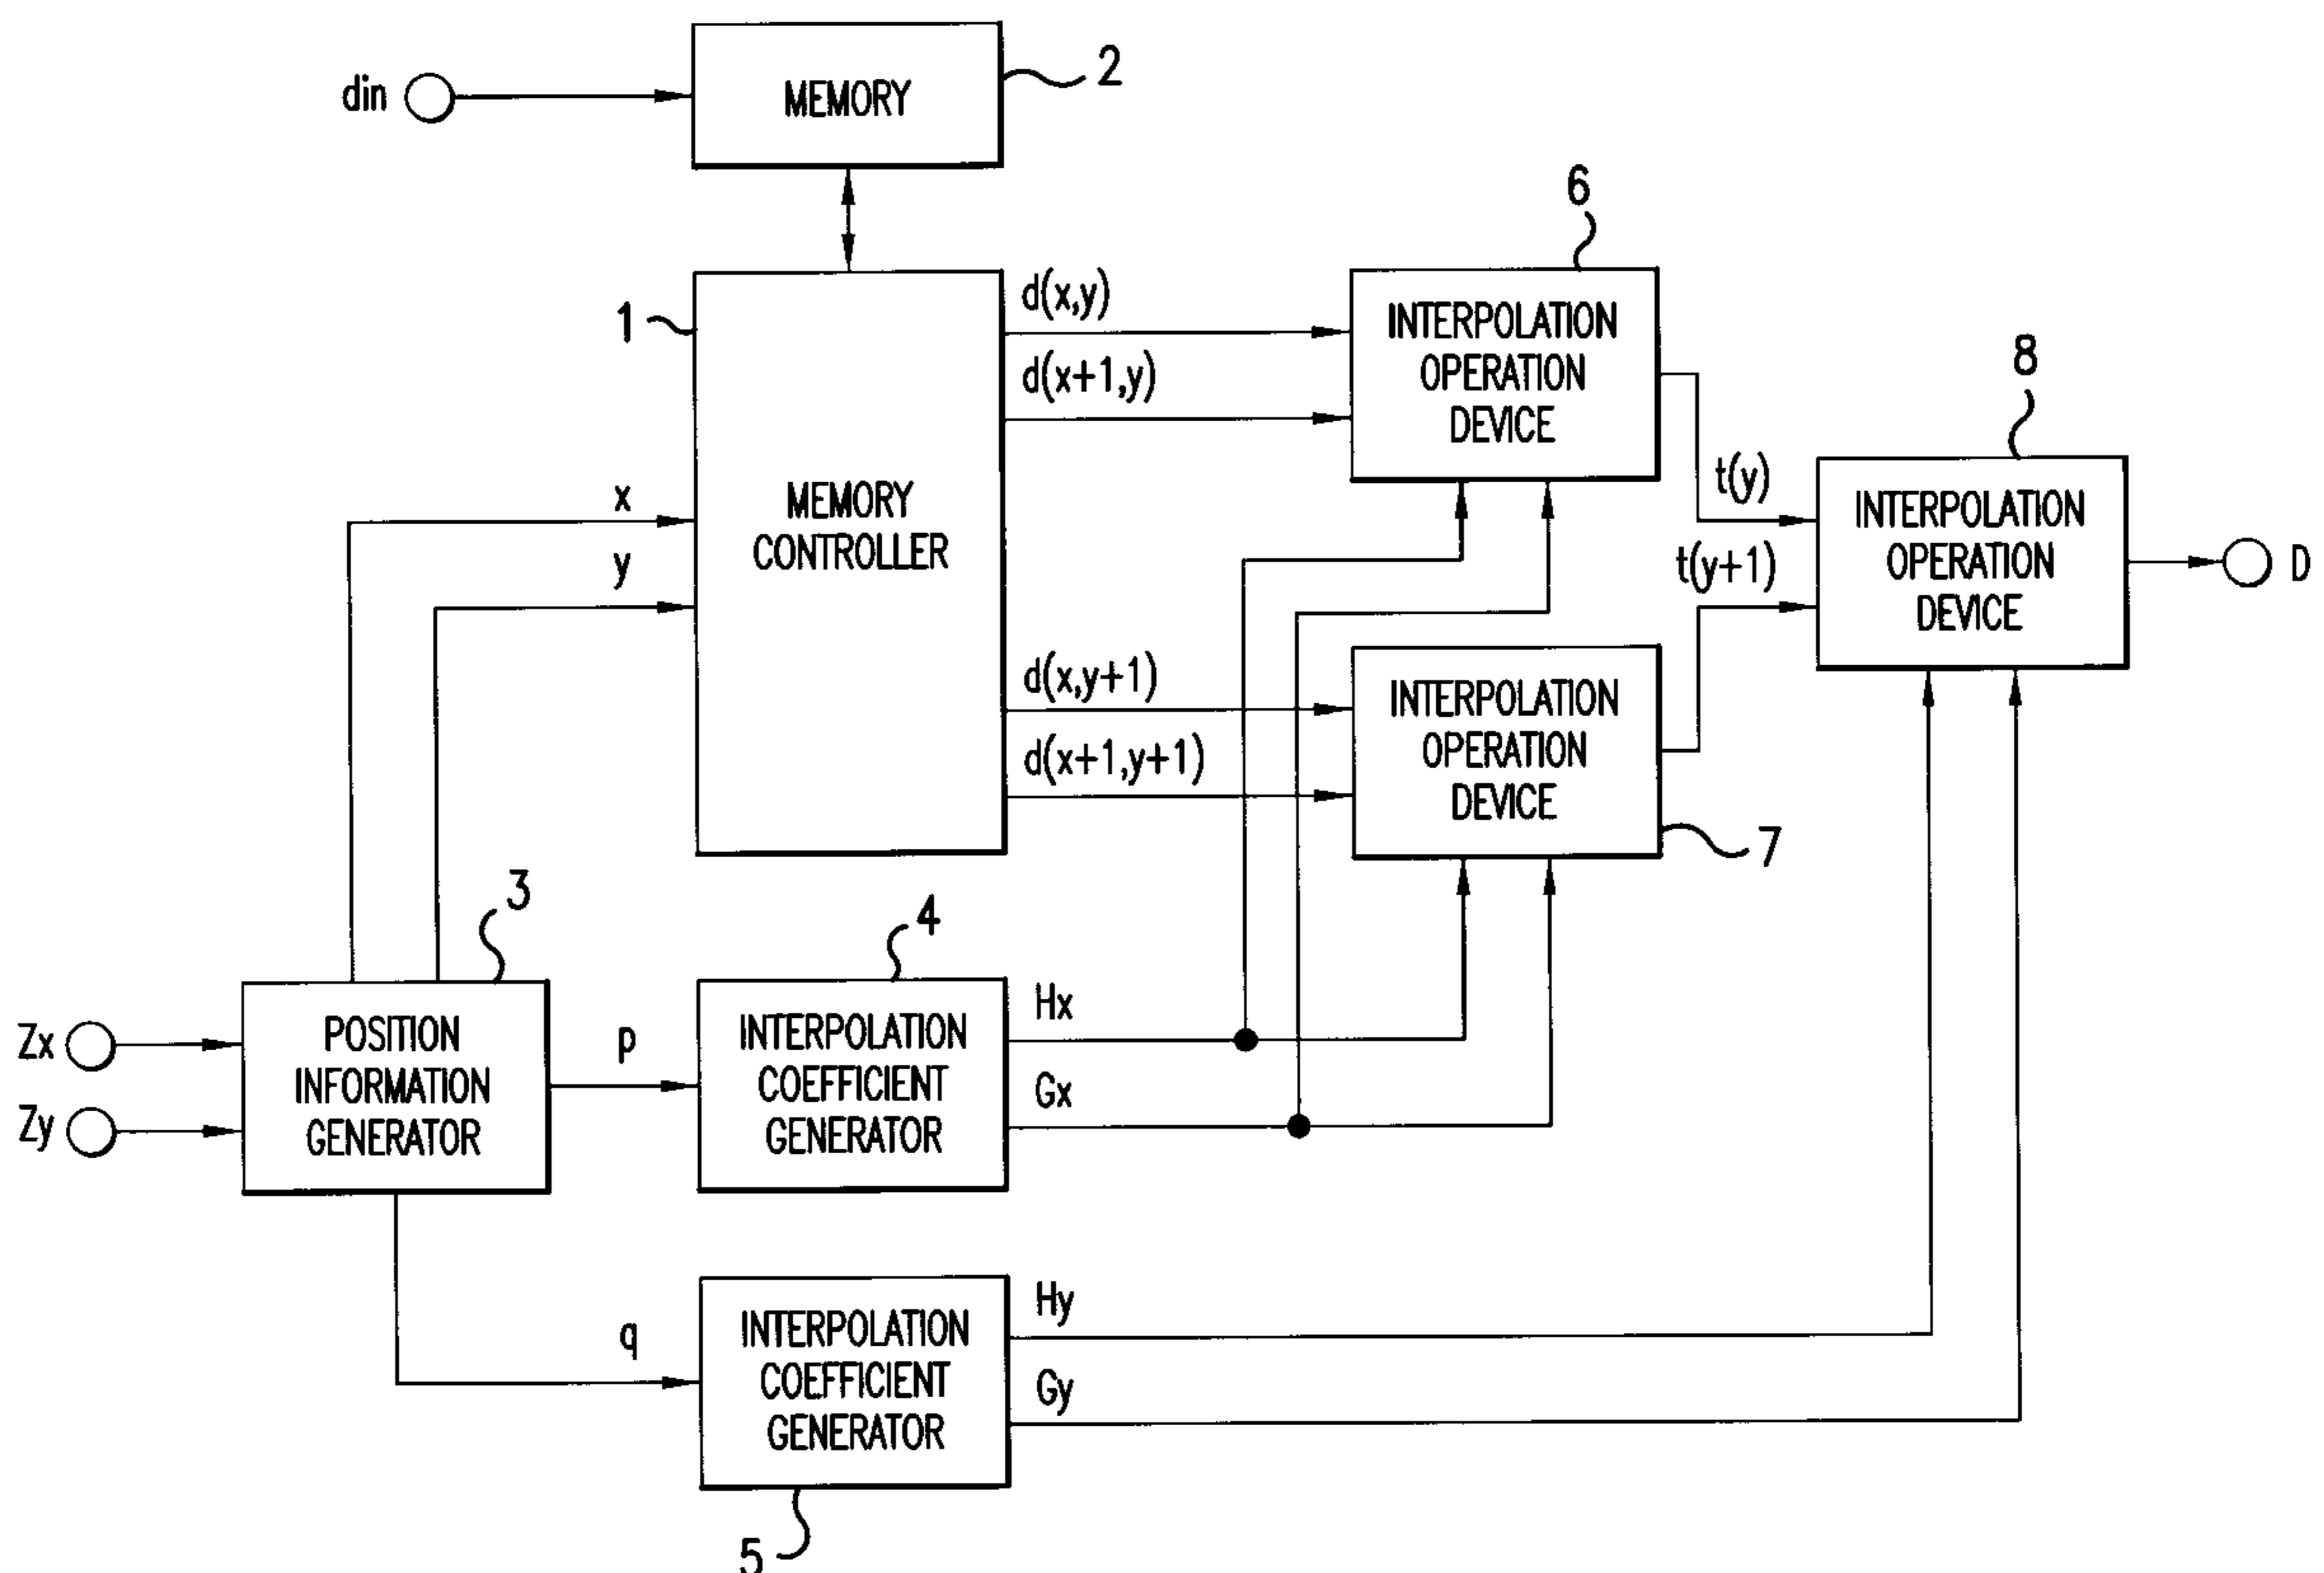 din
MEMORY
2
1
MEMORY
CONTROLLER
x
y
d(x,y)
d(x+1,y)
d(x,y+1)
d(x+1,y+1)
6
INTERPOLATION
OPERATION
DEVICE
INTERPOLATION
OPERATION
DEVICE
7
t(y)
t(y+1)
8
INTERPOLATION
OPERATION
DEVICE
D
Zx
Zy
3
POSITION
INFORMATION
GENERATOR
p
4
INTERPOLATION
COEFFICIENT
GENERATOR
Hx
Gx
q
INTERPOLATION
COEFFICIENT
GENERATOR
5
Hy
Gy